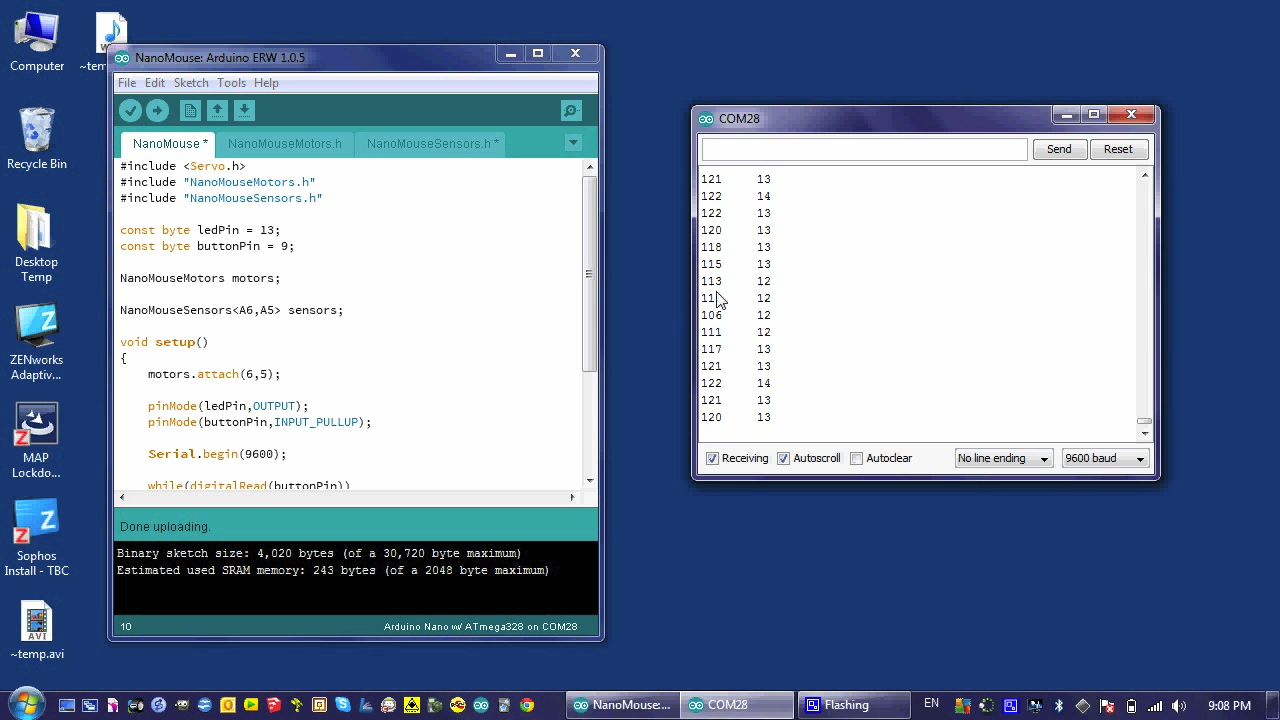 Computer
~tem
Recycle Bin
Desktop
Temp
ZENworks
Adaptiv...
MAP
Lockdo...
Sophos
Install - TBC
AVI
~temp.avi
NanoMouse: Arduino ERW 1.0.5
File Edit Sketch Tools Help
NanoMouse * NanoMouseMotors.h NanoMouseSensors.h *
#include <Servo.h>
#include "NanoMouseMotors.h"
#include "NanoMouseSensors.h"
const byte ledPin = 13;
const byte buttonPin = 9;
NanoMouseMotors motors;
NanoMouseSensors<A6,A5> sensors;
void setup()
{
motors.attach(6,5);
pinMode(ledPin,OUTPUT);
pinMode(buttonPin,INPUT_PULLUP);
Serial.begin(9600);
while(digitalRead(buttonPin))
Done uploading.
Binary sketch size: 4,020 bytes (of a 30,720 byte maximum)
Estimated used SRAM memory: 243 bytes (of a 2048 byte maximum)
10 Arduino Nano w/ ATmega328 on COM28
COM28
Send Reset
121 13
122 14
122 13
120 13
118 13
115 13
113 12
12
106 12
111 12
117 13
121 13
122 14
121 13
120 13
Receiving Autoscroll Autoclear No line ending 9600 baud
NanoMouse:... COM28 Flashing EN 9:08 PM